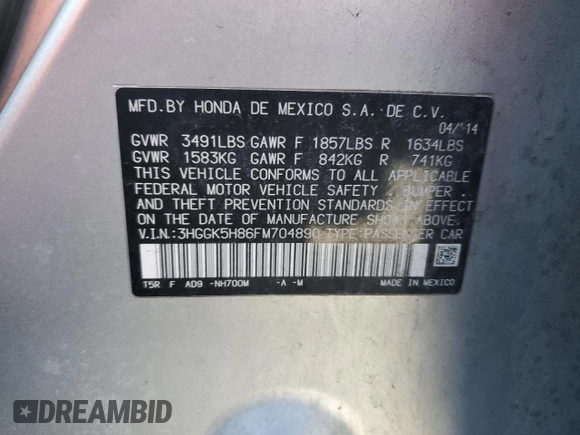 MFD.BY HONDA DE MEXICO S.A. DE C.V.
04/14
GVWR 3491LBS GAWR F 1857LBS R 1634LBS
GVWR 1583KG GAWR F 842KG R 741KG
THIS VEHICLE CONFORMS TO ALL APPLICABLE
FEDERAL MOTOR VEHICLE SAFETY , BUMPER ,
AND THEFT PREVENTION STANDARDS IN EFFECT
ON THE DATE OF MANUFACTURE SHOWN ABOVE.
V.I.N.:3HGGK5H86FM704890 TYPE:PASSENGER CAR
T5R F AD9 -NH700M -A -M MADE IN MEXICO
DREAMBID